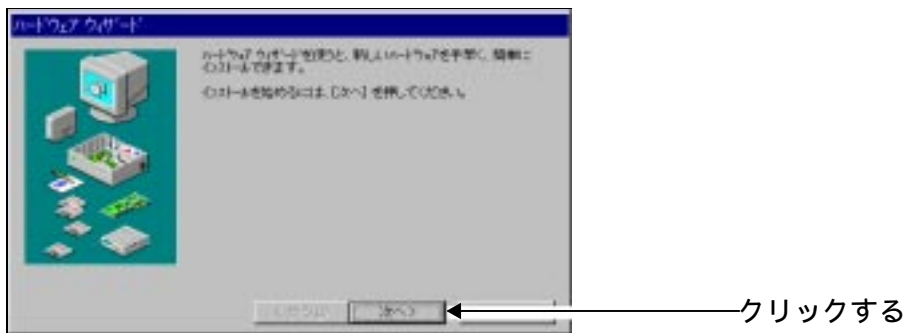 ハードウェア ウィザード
ハードウェア ウィザードを使うと、新しいハードウェアを手早く、簡単に
インストールできます。
インストールを始めるには、[次へ] を押してください。
次へ>
クリックする